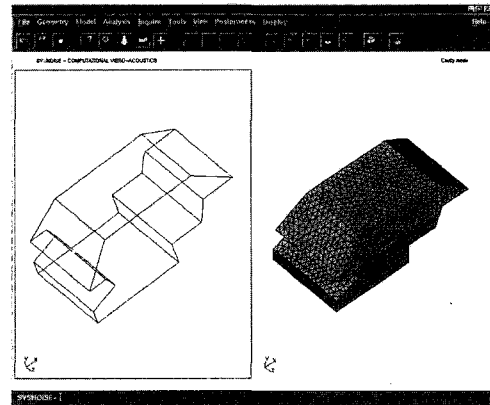 File Geometry Model Analysis Inquire Tools View Postprocess Display Help
SYSNOISE - COMPUTATIONAL VIBRO-ACOUSTICS
Cavity mesh
SYSNOISE-